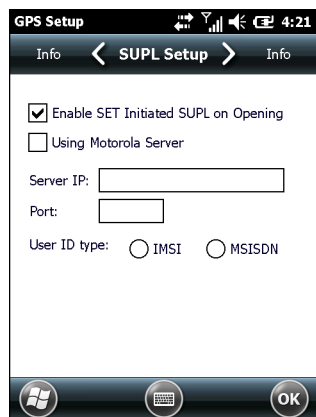 GPS Setup 4:21
Info SUPL Setup Info
Enable SET Initiated SUPL on Opening
Using Motorola Server
Server IP:
Port:
User ID type: IMSI MSISDN
OK